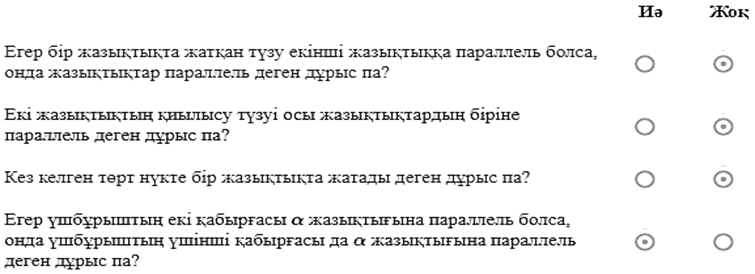 Иә Жоқ
Егер бір жазықтықта жатқан түзу екінші жазықтыққа параллель болса,
онда жазықтықтар параллель деген дұрыс па?
Екі жазықтықтың қиылысу түзуі осы жазықтықтардың біріне
параллель деген дұрыс па?
Кез келген төрт нүкте бір жазықтықта жатады деген дұрыс па?
Егер үшбұрыштың екі қабырғасы α жазықтығына параллель болса,
онда үшбұрыштың үшінші қабырғасы да α жазықтығына параллель
деген дұрыс па?